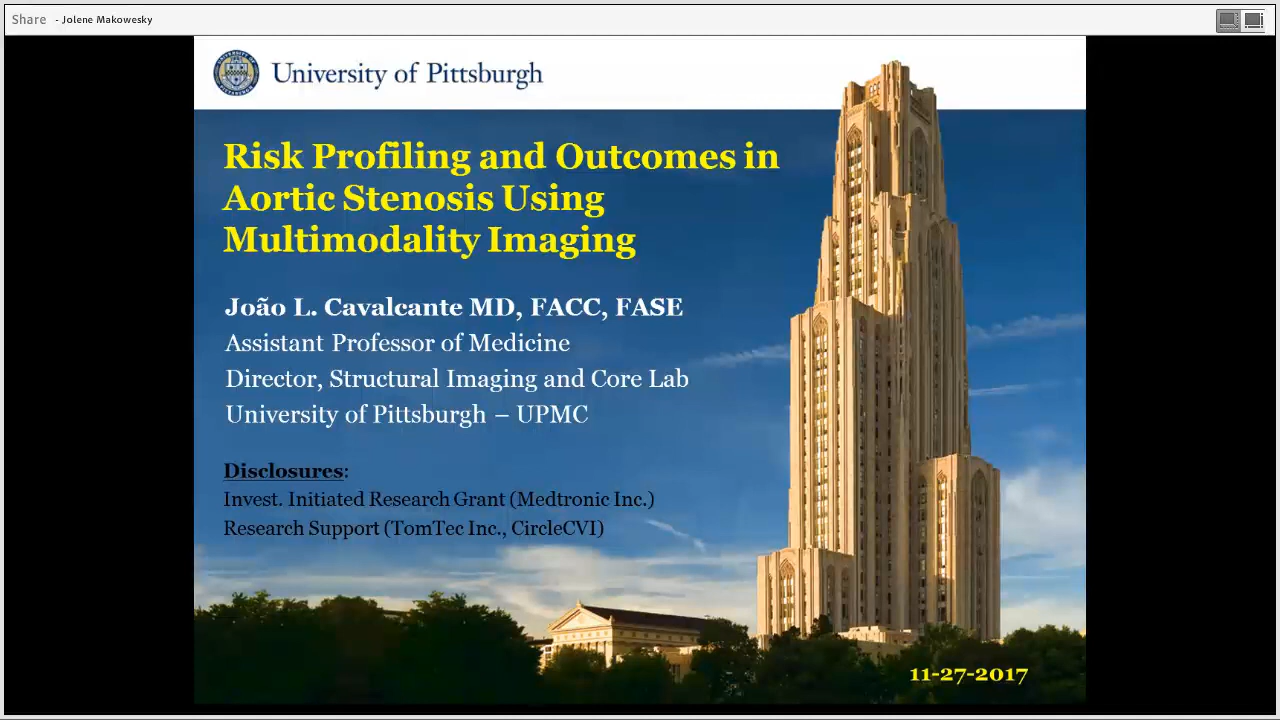 Share - Jolene Makowesky
University of Pittsburgh
Risk Profiling and Outcomes in
Aortic Stenosis Using
Multimodality Imaging
João L. Cavalcante MD, FACC, FASE
Assistant Professor of Medicine
Director, Structural Imaging and Core Lab
University of Pittsburgh – UPMC
Disclosures:
Invest. Initiated Research Grant (Medtronic Inc.)
Research Support (TomTec Inc., CircleCVI)
11-27-2017